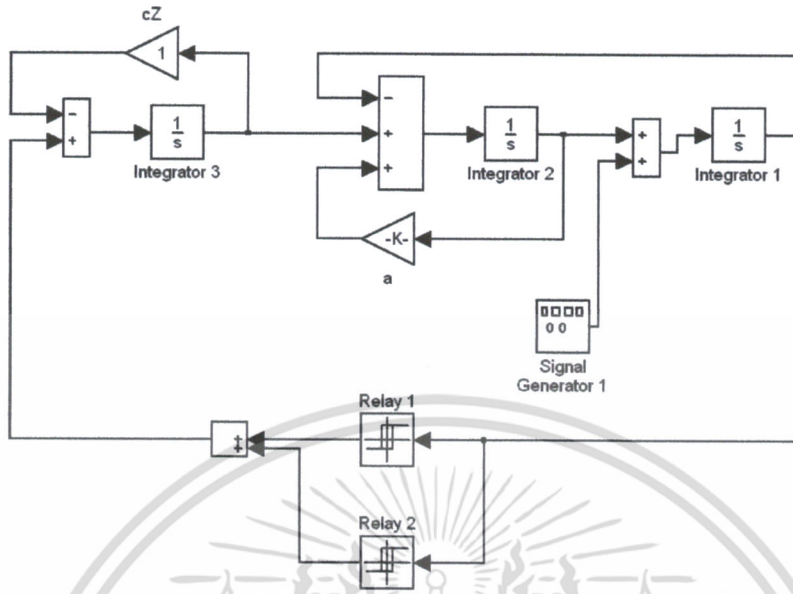 cZ
1
−
+
1
s
Integrator 3
−
+
+
1
s
Integrator 2
-K-
a
+
+
1
s
Integrator 1
0 0
Signal
Generator 1
Relay 1
+
+
Relay 2